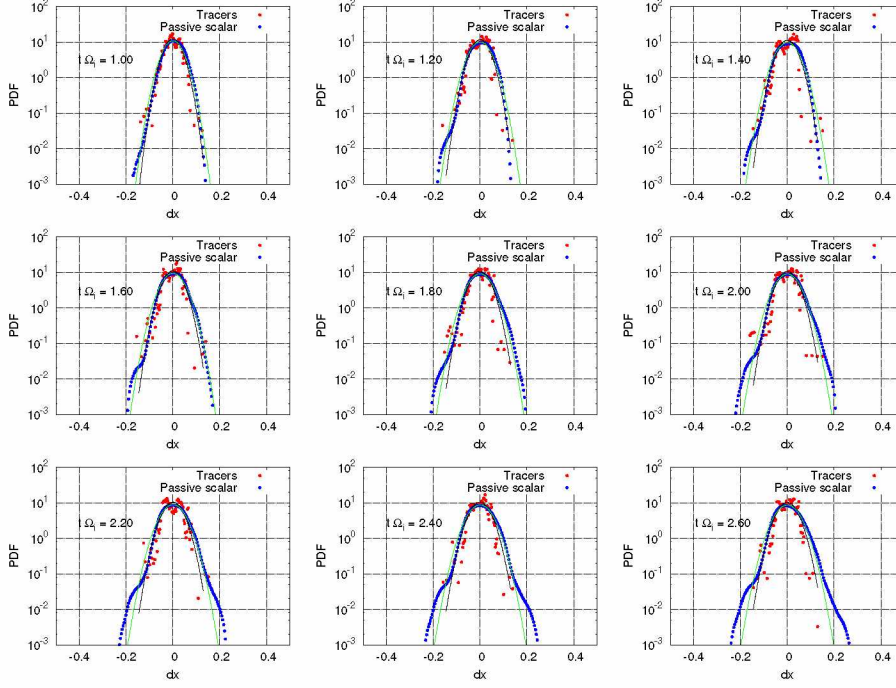 10²
10¹
10⁰
10⁻¹
10⁻²
10⁻³
PDF
Tracers
Passive scalar
t Ωᵢ = 1.00
-0.4 -0.2 0 0.2 0.4
dx
10²
10¹
10⁰
10⁻¹
10⁻²
10⁻³
PDF
Tracers
Passive scalar
t Ωᵢ = 1.20
-0.4 -0.2 0 0.2 0.4
dx
10²
10¹
10⁰
10⁻¹
10⁻²
10⁻³
PDF
Tracers
Passive scalar
t Ωᵢ = 1.40
-0.4 -0.2 0 0.2 0.4
dx
10²
10¹
10⁰
10⁻¹
10⁻²
10⁻³
PDF
Tracers
Passive scalar
t Ωᵢ = 1.60
-0.4 -0.2 0 0.2 0.4
dx
10²
10¹
10⁰
10⁻¹
10⁻²
10⁻³
PDF
Tracers
Passive scalar
t Ωᵢ = 1.80
-0.4 -0.2 0 0.2 0.4
dx
10²
10¹
10⁰
10⁻¹
10⁻²
10⁻³
PDF
Tracers
Passive scalar
t Ωᵢ = 2.00
-0.4 -0.2 0 0.2 0.4
dx
10²
10¹
10⁰
10⁻¹
10⁻²
10⁻³
PDF
Tracers
Passive scalar
t Ωᵢ = 2.20
-0.4 -0.2 0 0.2 0.4
dx
10²
10¹
10⁰
10⁻¹
10⁻²
10⁻³
PDF
Tracers
Passive scalar
t Ωᵢ = 2.40
-0.4 -0.2 0 0.2 0.4
dx
10²
10¹
10⁰
10⁻¹
10⁻²
10⁻³
PDF
Tracers
Passive scalar
t Ωᵢ = 2.60
-0.4 -0.2 0 0.2 0.4
dx